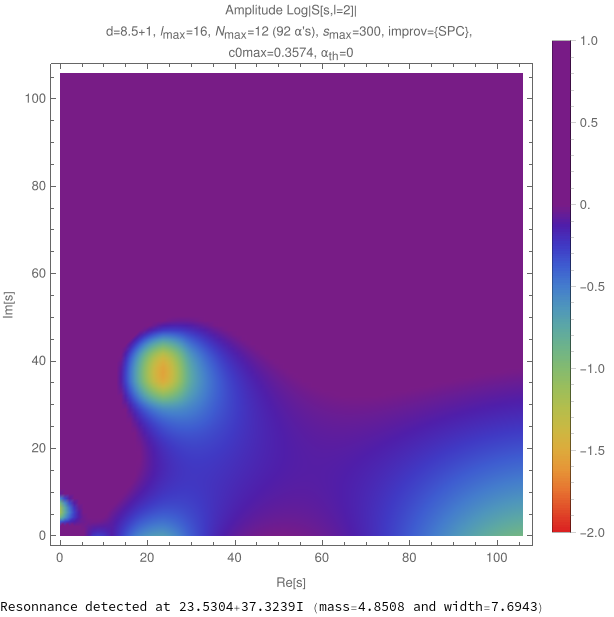 Amplitude Log|S[s,l=2]|
d=8.5+1, lmax=16, Nmax=12 (92 α's), smax=300, improv={SPC},
c0max=0.3574, αth=0
1.0
0.5
0.
-0.5
-1.0
-1.5
-2.0
Im[s]
100
80
60
40
20
0
0 20 40 60 80 100
Re[s]
Resonnance detected at 23.5304+37.3239I (mass=4.8508 and width=7.6943)